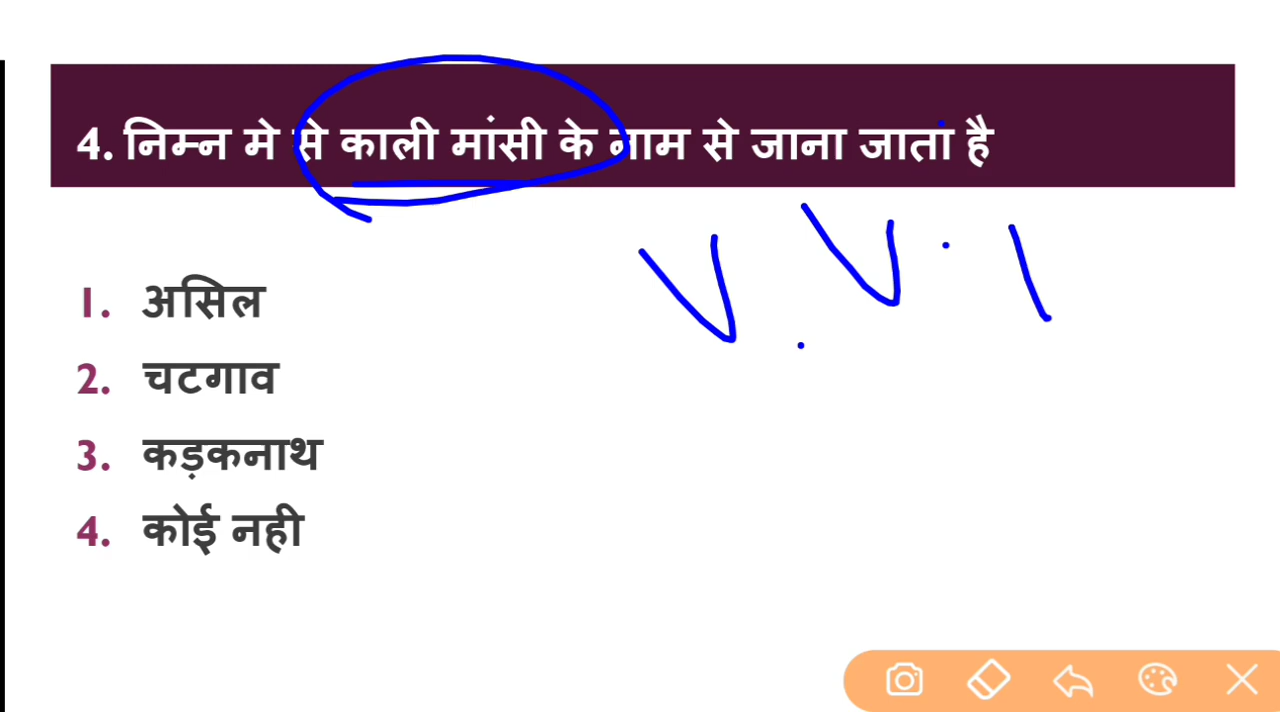 4. निम्न मे से काली मांसी के नाम से जाना जाता है
V. V. I
1. असिल
2. चटगाव
3. कड़कनाथ
4. कोई नही